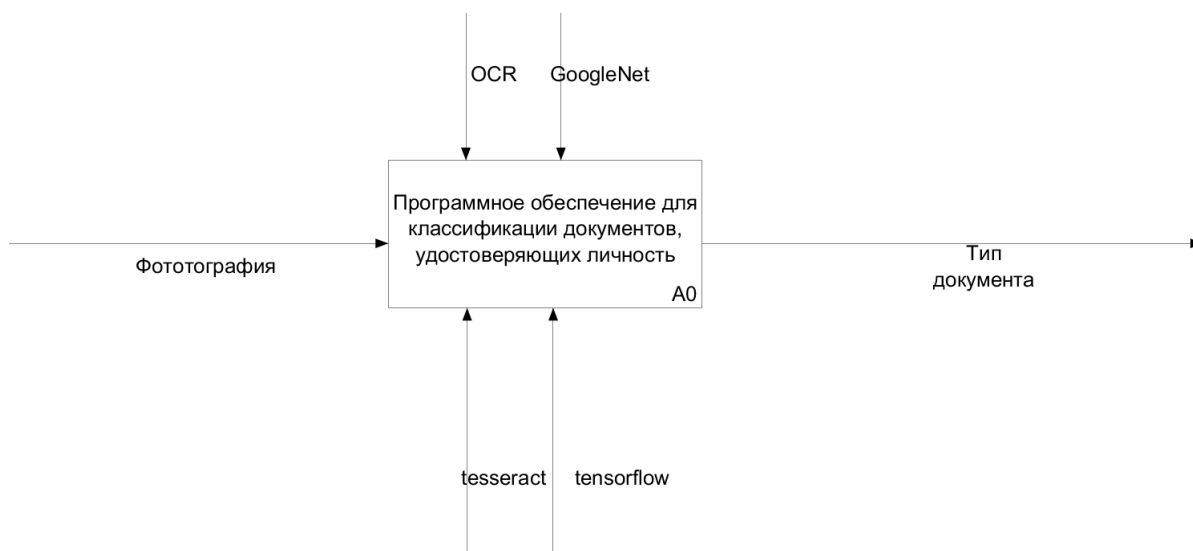 OCR
GoogleNet
Программное обеспечение для
классификации документов,
удостоверяющих личность
A0
Фототография
Тип
документа
tesseract
tensorflow